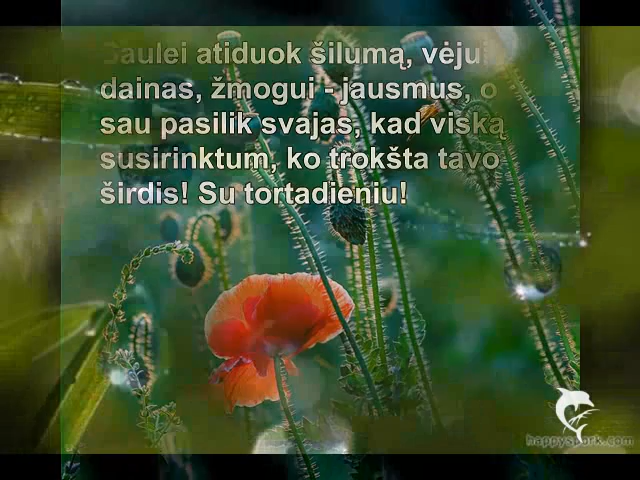 Saulei atiduok šilumą, vėjui
dainas, žmogui - jausmus, o
sau pasilik svajas, kad viską
susirinktum, ko trokšta tavo
širdis! Su tortadieniu!
happyspark.com